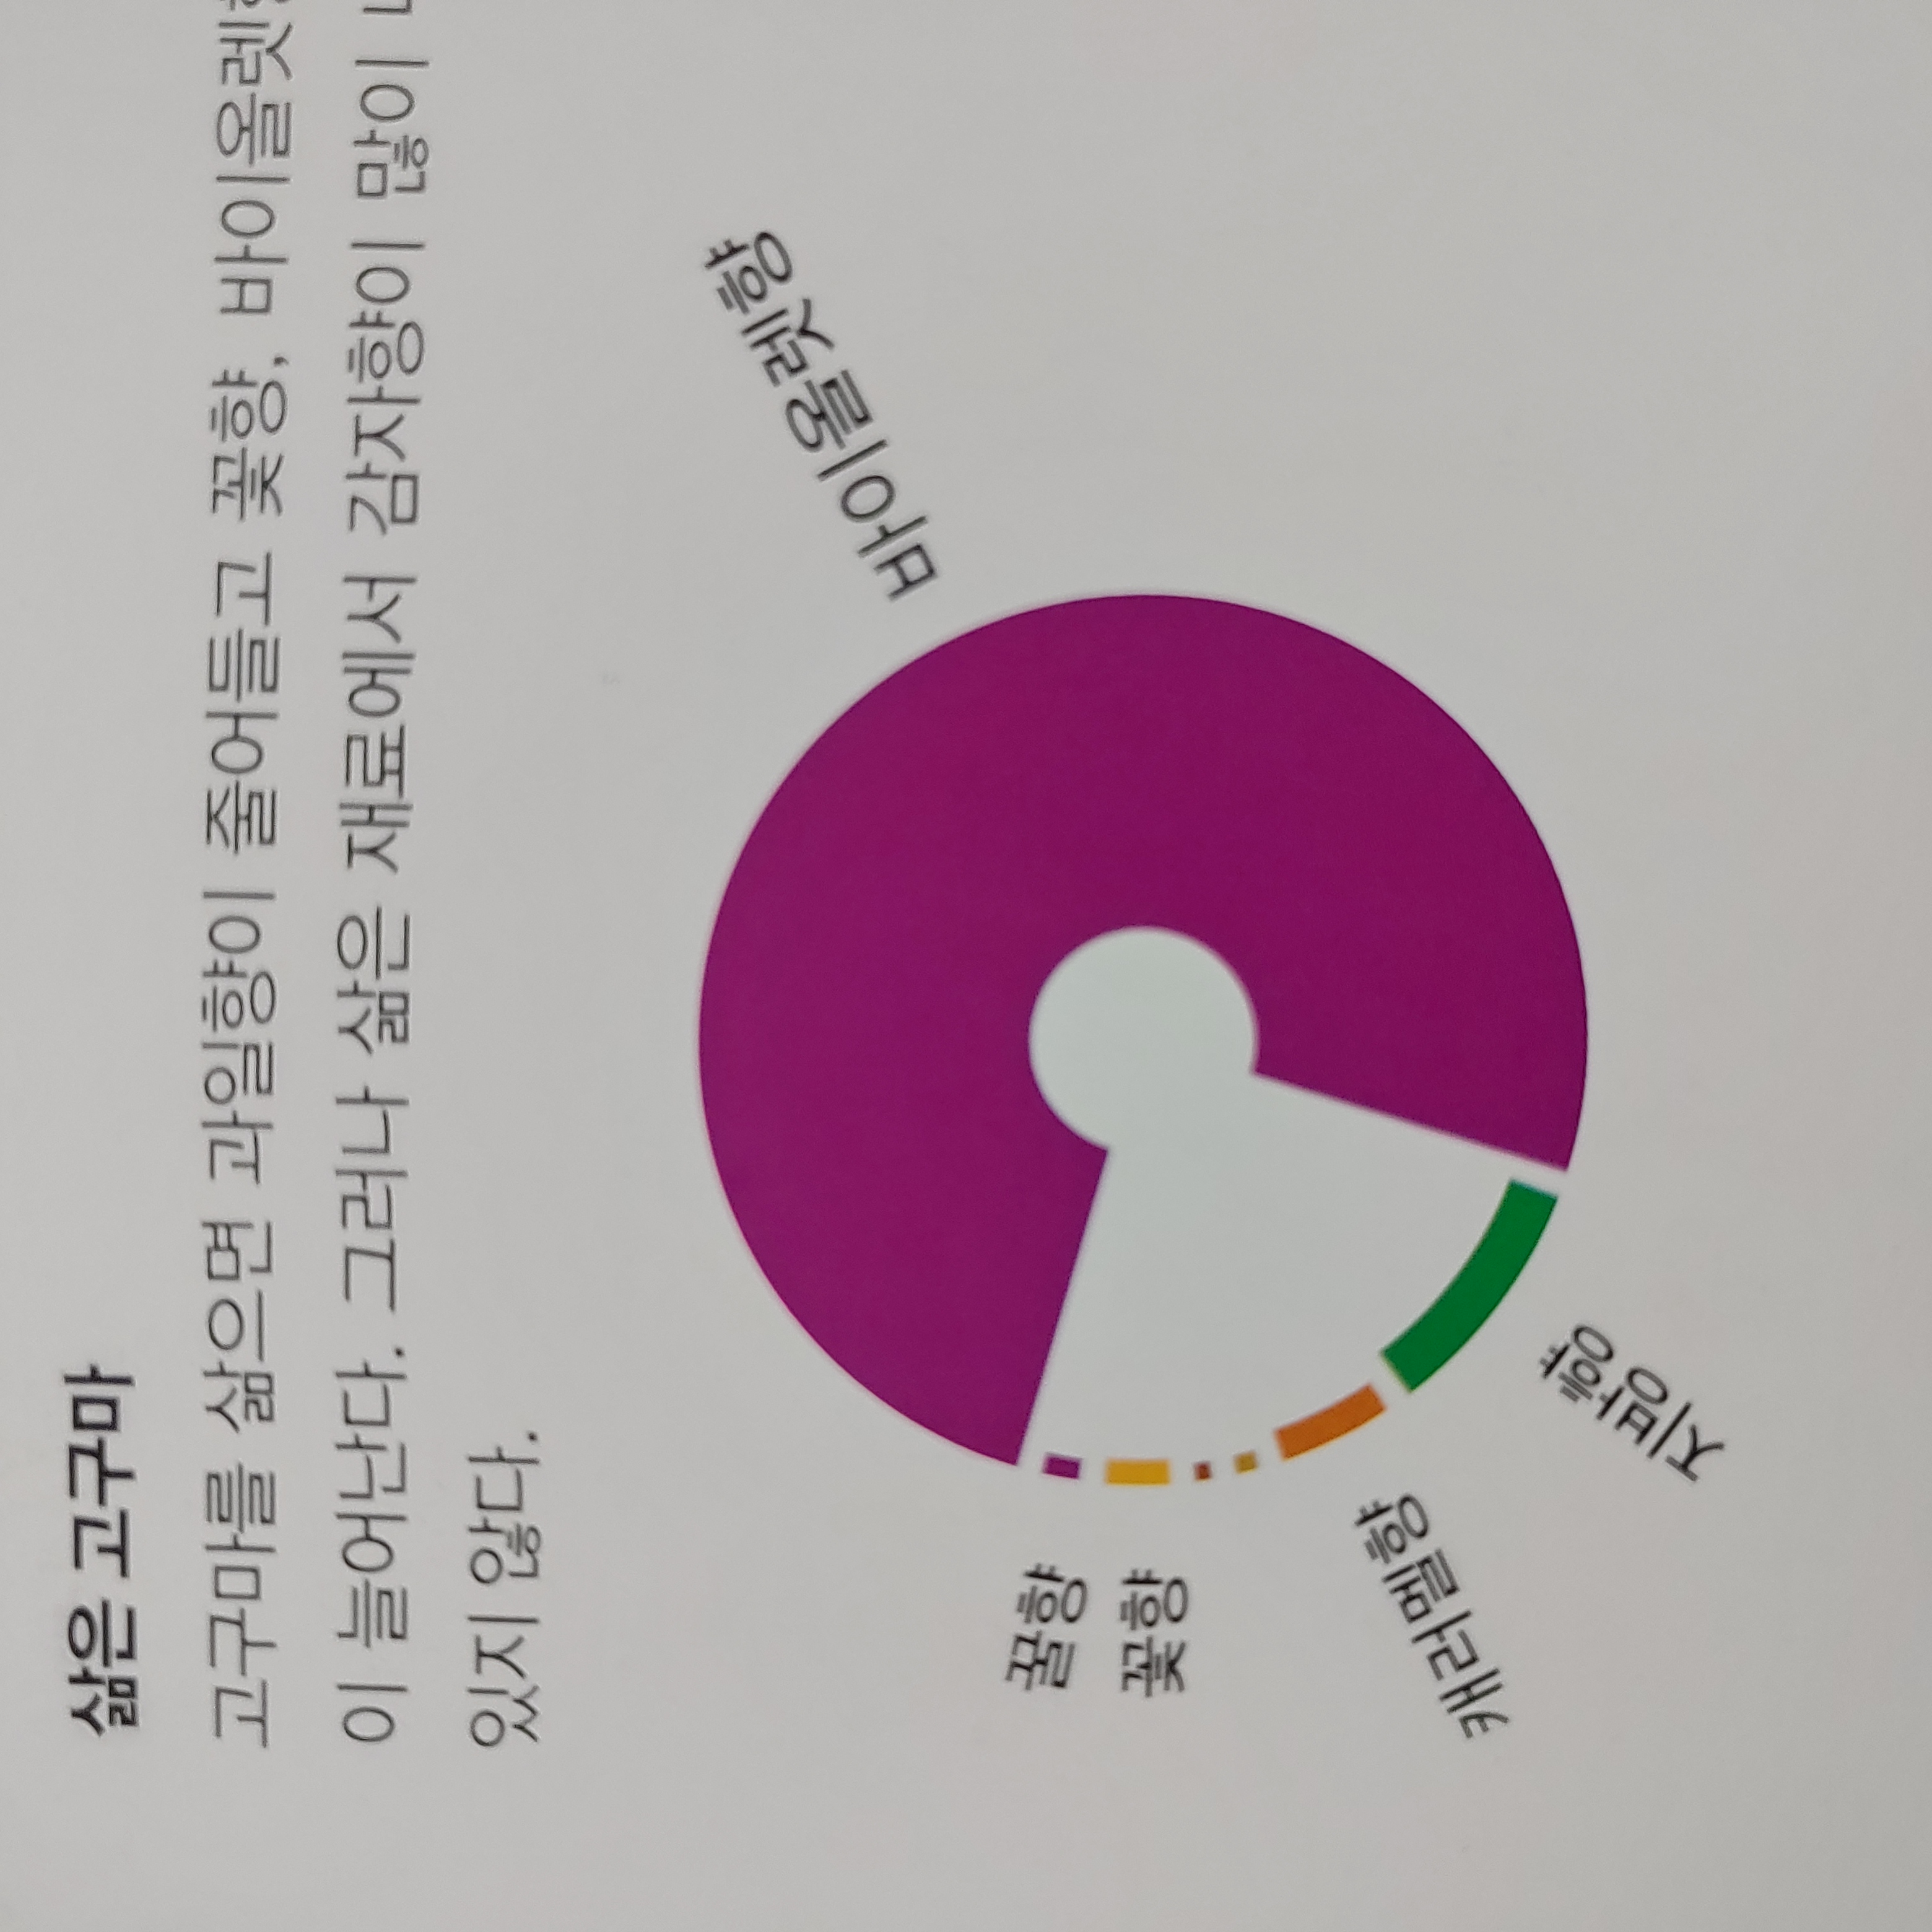 삶은 고구마
고구마를 삶으면 과일향이 줄어들고 꽃향, 바이올렛향
이 늘어난다. 그러나 삶은 재료에서 감자향이 많이
있지 않다.
바이올렛향
꿀향
꽃향
캐러멜향
지방향